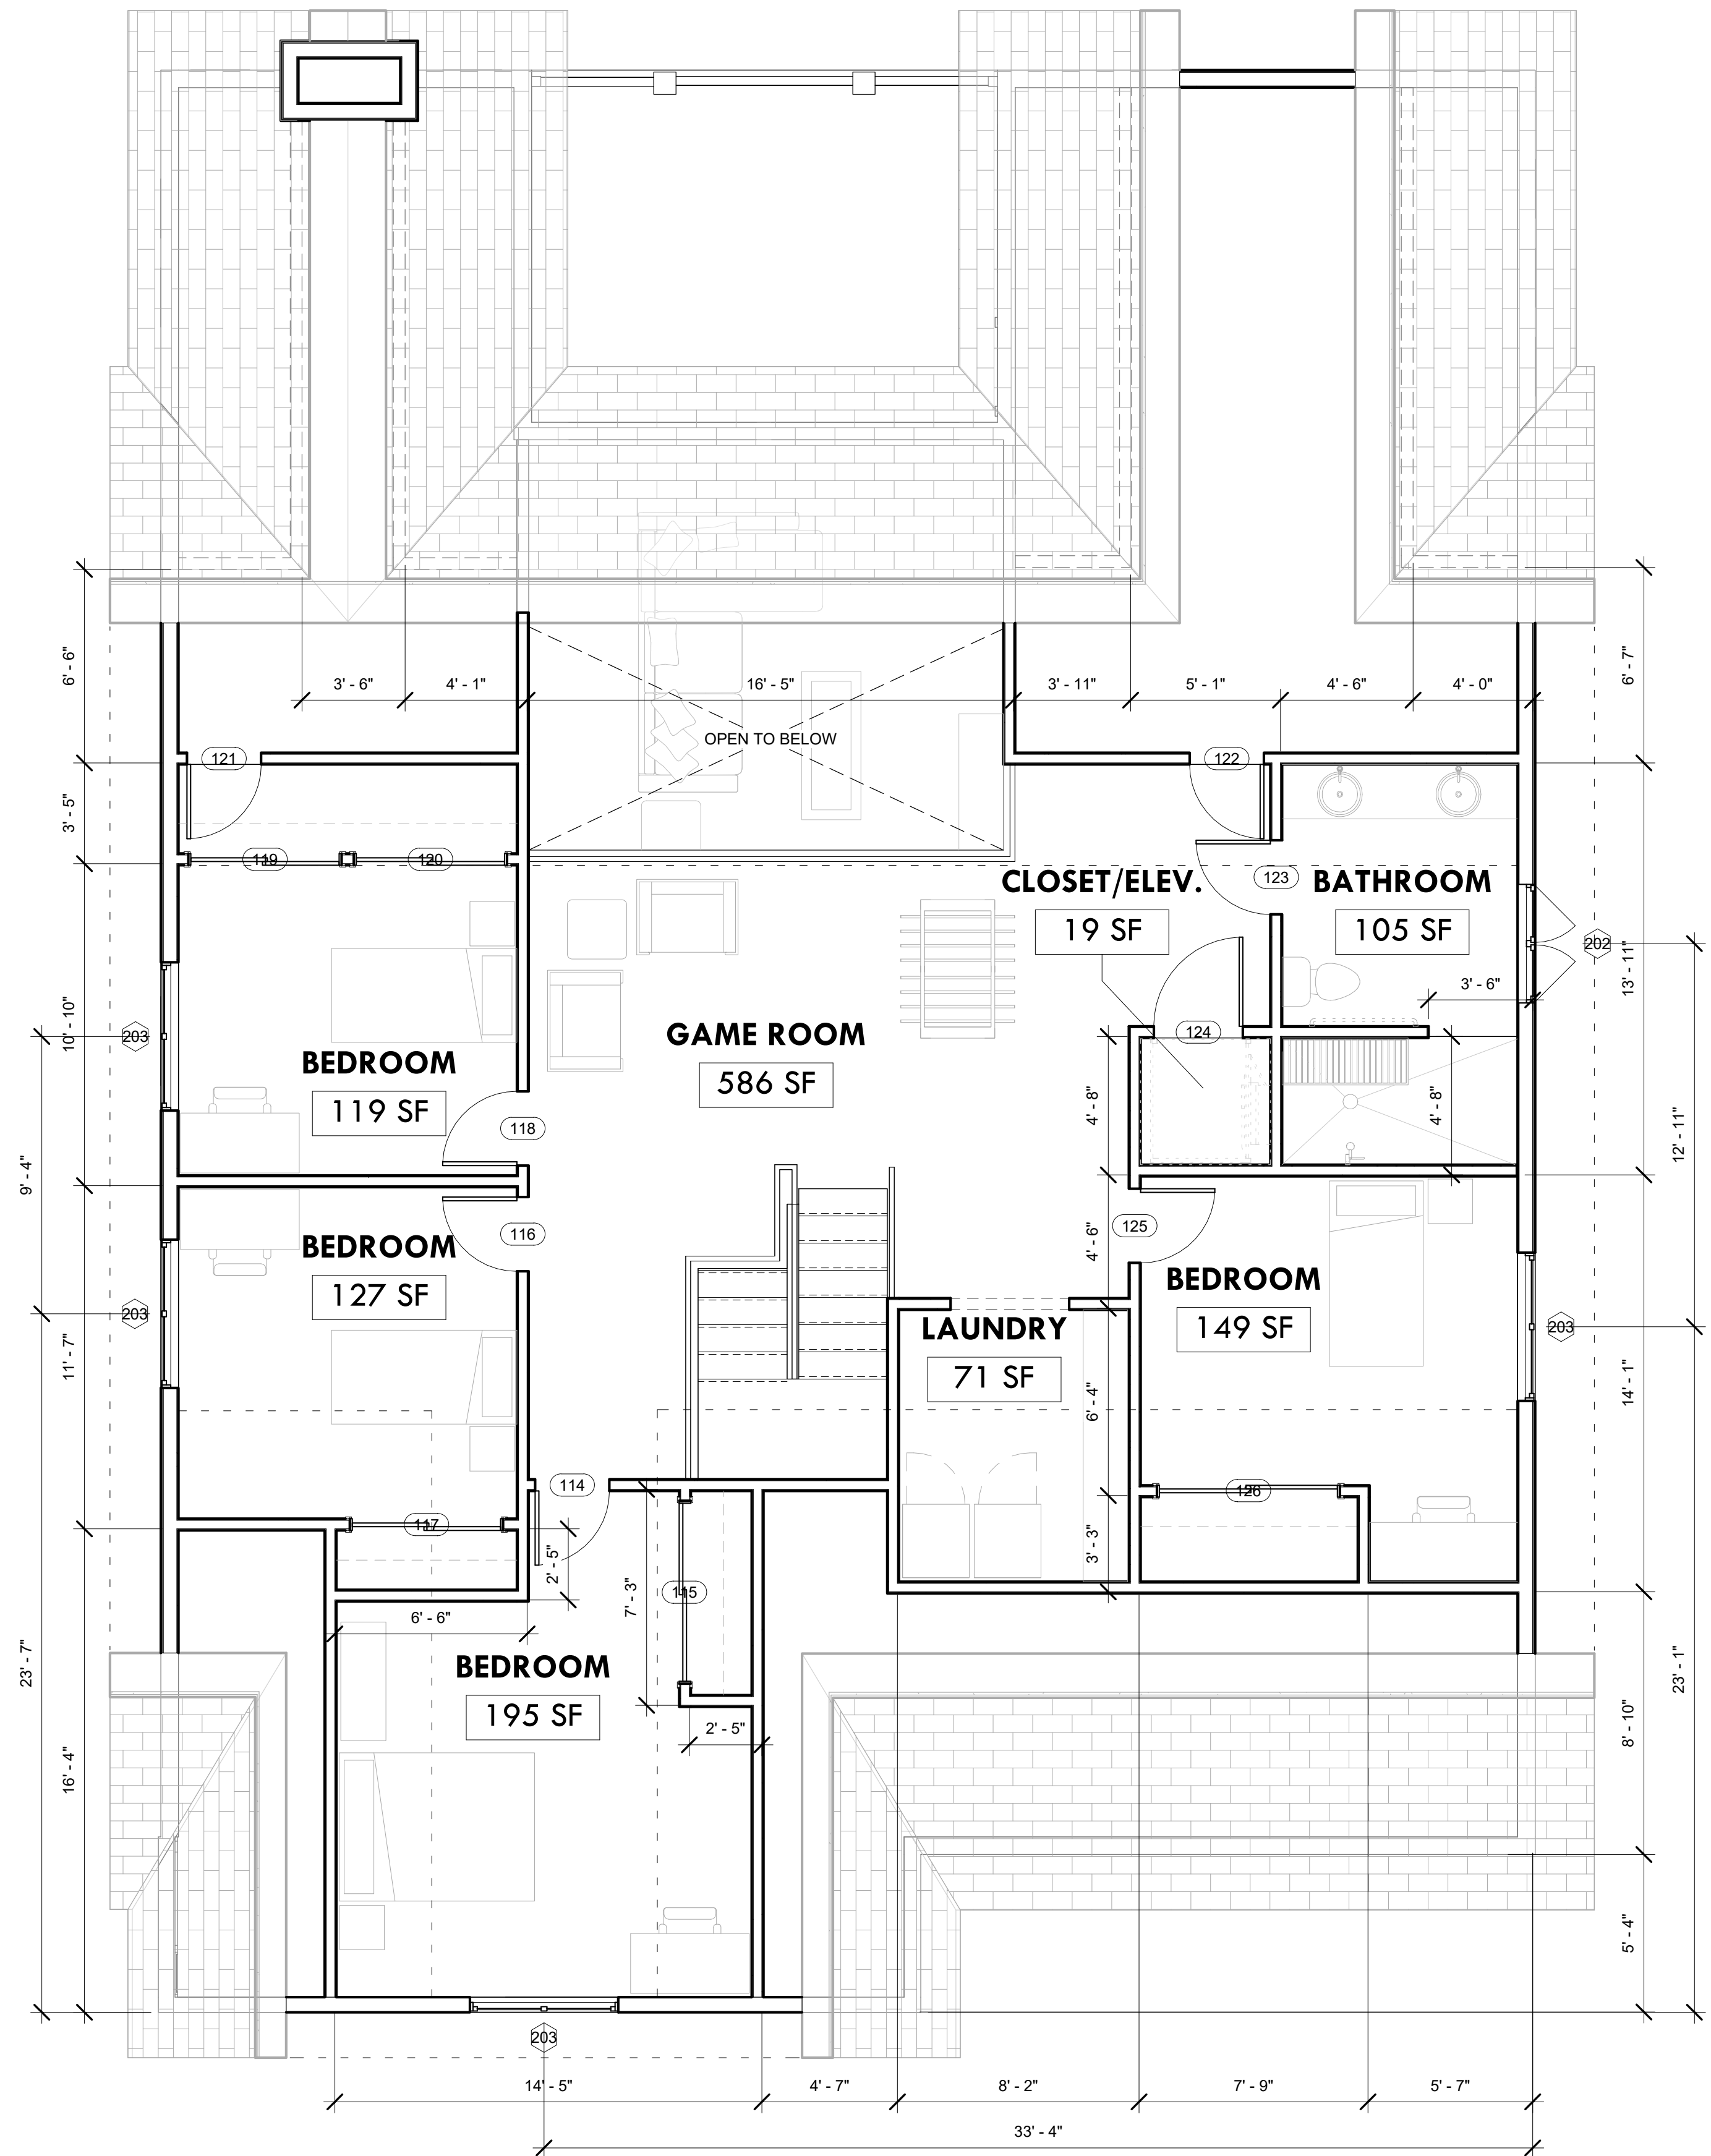 6' - 6"
3' - 6"
4' - 1"
16' - 5"
3' - 11"
5' - 1"
4' - 6"
4' - 0"
6' - 7"
OPEN TO BELOW
121
122
3' - 5"
119
120
CLOSET/ELEV.
19 SF
123
BATHROOM
105 SF
202
13' - 11"
3' - 6"
10' - 10"
203
GAME ROOM
586 SF
124
BEDROOM
119 SF
4' - 8"
4' - 8"
118
12' - 11"
9' - 4"
116
125
4' - 6"
BEDROOM
127 SF
BEDROOM
149 SF
203
LAUNDRY
71 SF
203
11' - 7"
6' - 4"
14' - 1"
114
126
117
2' - 5"
3' - 3"
115
7' - 3"
6' - 6"
23' - 7"
BEDROOM
195 SF
2' - 5"
23' - 1"
8' - 10"
16' - 4"
5' - 4"
203
14' - 5"
4' - 7"
8' - 2"
7' - 9"
5' - 7"
33' - 4"